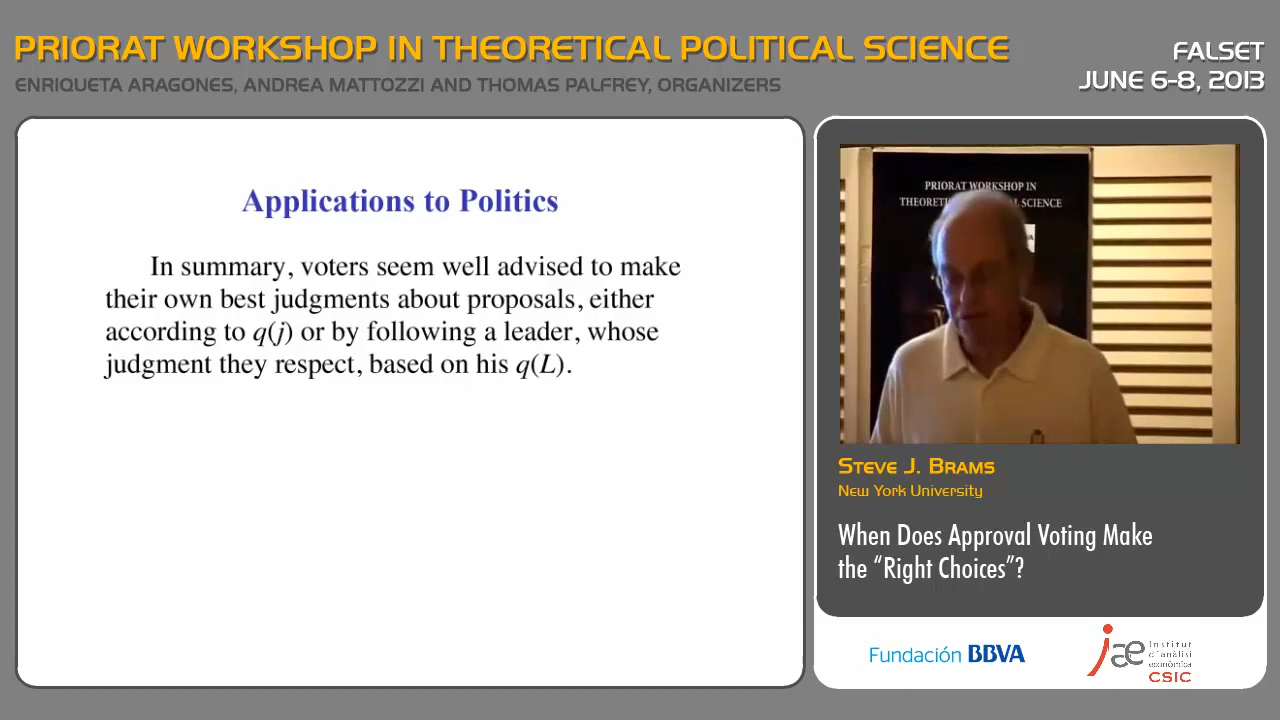 PRIORAT WORKSHOP IN THEORETICAL POLITICAL SCIENCE
ENRIQUETA ARAGONES, ANDREA MATTOZZI AND THOMAS PALFREY, ORGANIZERS
FALSET
JUNE 6-8, 2013
Applications to Politics
In summary, voters seem well advised to make
their own best judgments about proposals, either
according to q(j) or by following a leader, whose
judgment they respect, based on his q(L).
PRIORAT WORKSHOP IN
THEORETI L SCIENCE
STEVE J. BRAMS
New York University
When Does Approval Voting Make
the “Right Choices”?
Fundación BBVA
iae Institut
d'anàlisi
econòmica
CSIC